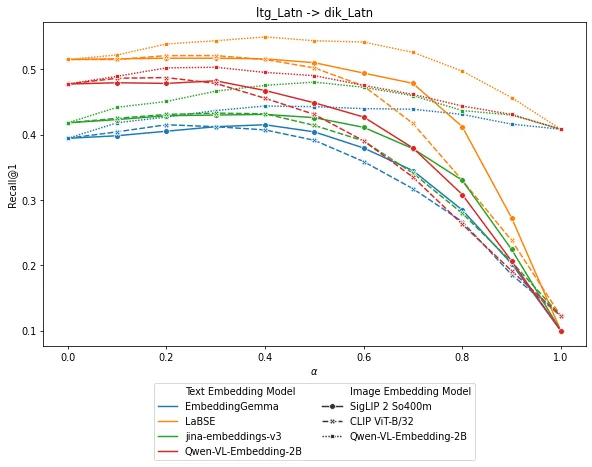 ltg_Latn -> dik_Latn
Recall@1
0.5
0.4
0.3
0.2
0.1
0.0 0.2 0.4 0.6 0.8 1.0
α
Text Embedding Model Image Embedding Model
EmbeddingGemma SigLIP 2 So400m
LaBSE CLIP ViT-B/32
jina-embeddings-v3 Qwen-VL-Embedding-2B
Qwen-VL-Embedding-2B